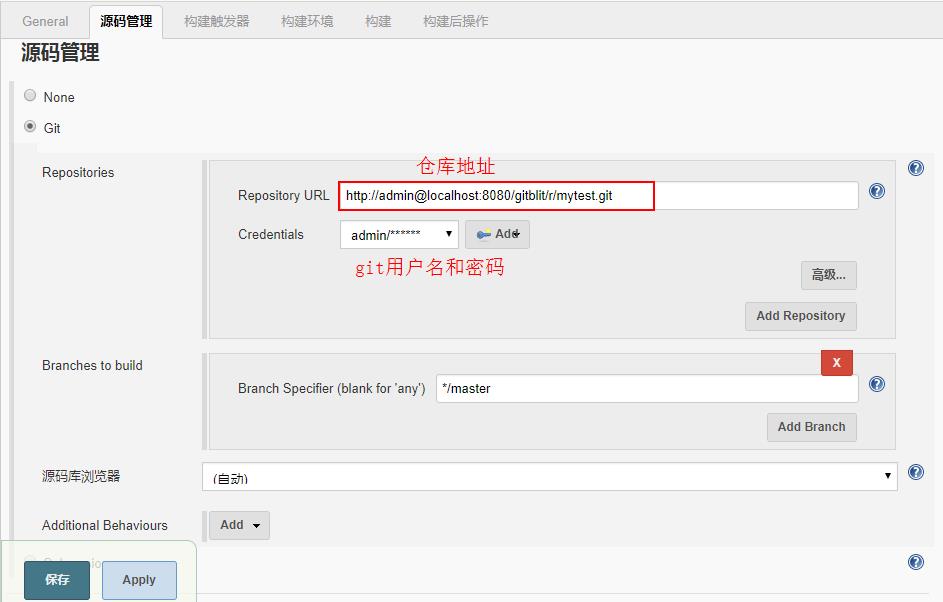 General 源码管理 构建触发器 构建环境 构建 构建后操作
源码管理
None
Git
Repositories
仓库地址
Repository URL http://admin@localhost:8080/gitblit/r/mytest.git
Credentials admin/****** Add
git用户名和密码
高级...
Add Repository
Branches to build
X
Branch Specifier (blank for 'any') */master
Add Branch
源码库浏览器 (自动)
Additional Behaviours Add
保存 Apply